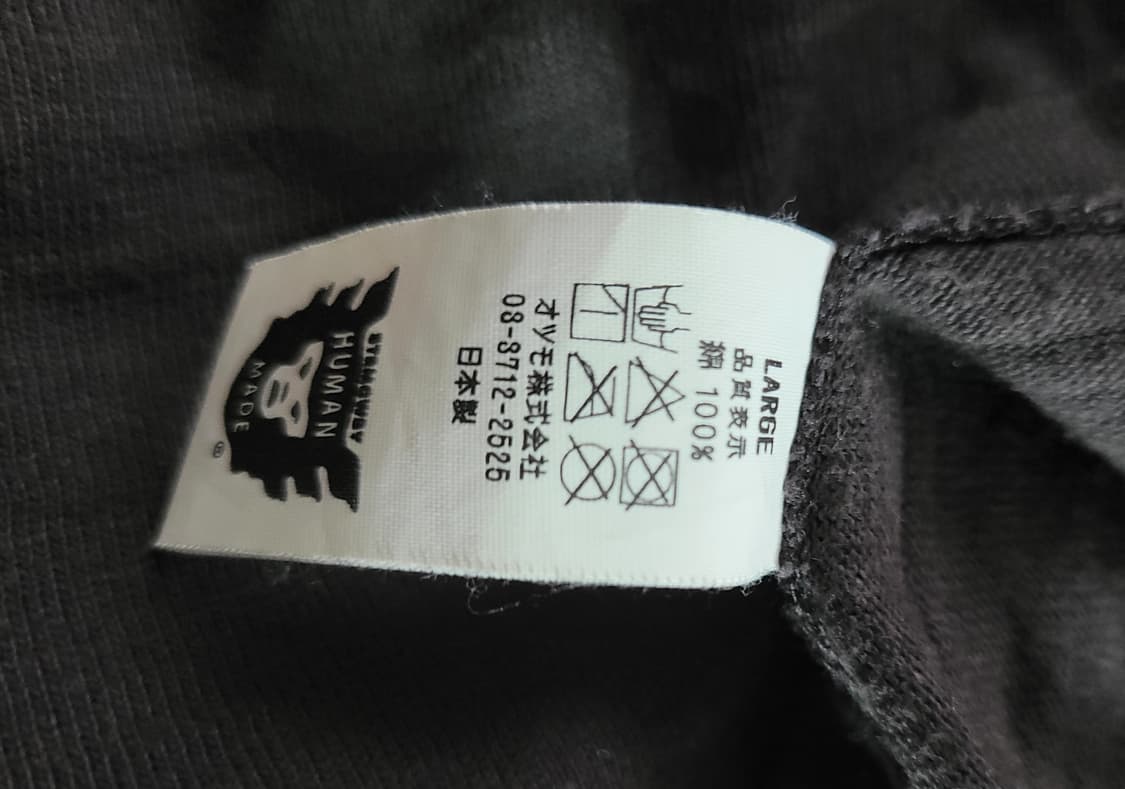 LARGE
品質表示
綿 100%
オツモ株式会社
03-8712-2525
日本製
HUMAN
MADE
®